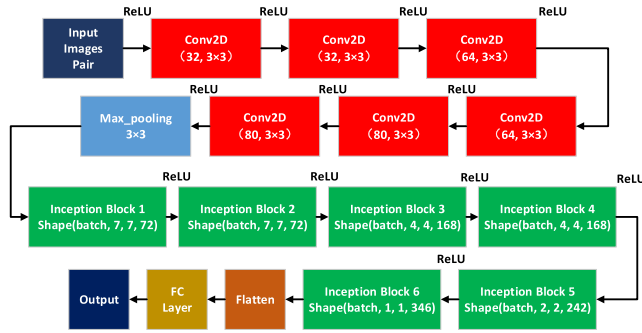 ReLU
ReLU
ReLU
ReLU
Input
Images
Pair
Conv2D
(32, 3×3)
Conv2D
(32, 3×3)
Conv2D
(64, 3×3)
ReLU
ReLU
ReLU
Max_pooling
3×3
Conv2D
(80, 3×3)
Conv2D
(80, 3×3)
Conv2D
(64, 3×3)
ReLU
ReLU
ReLU
ReLU
Inception Block 1
Shape(batch, 7, 7, 72)
Inception Block 2
Shape(batch, 7, 7, 72)
Inception Block 3
Shape(batch, 4, 4, 168)
Inception Block 4
Shape(batch, 4, 4, 168)
ReLU
Output
FC
Layer
Flatten
Inception Block 6
Shape(batch, 1, 1, 346)
Inception Block 5
Shape(batch, 2, 2, 242)